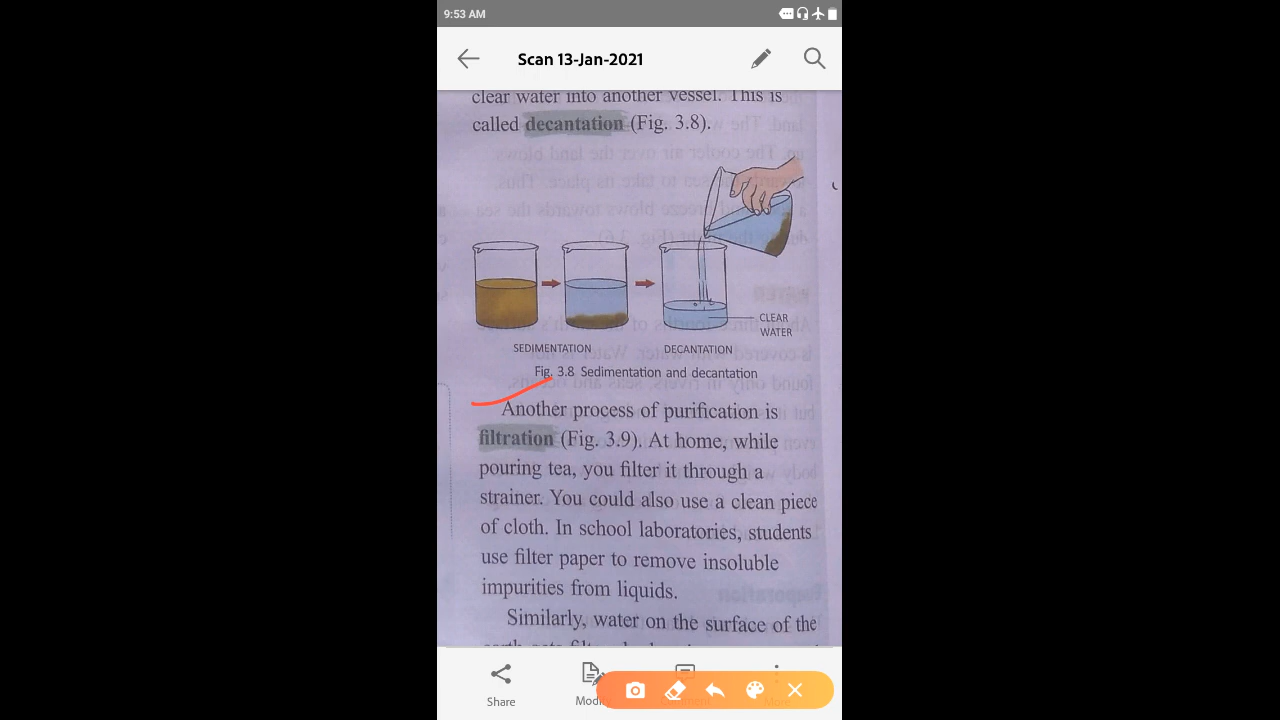 9:53 AM
Scan 13-Jan-2021
clear water into another vessel. This is
called decantation (Fig. 3.8).
CLEAR
WATER
SEDIMENTATION
DECANTATION
Fig. 3.8 Sedimentation and decantation
Another process of purification is
filtration (Fig. 3.9). At home, while
pouring tea, you filter it through a
strainer. You could also use a clean piece
of cloth. In school laboratories, students
use filter paper to remove insoluble
impurities from liquids.
Similarly, water on the surface of the
Share